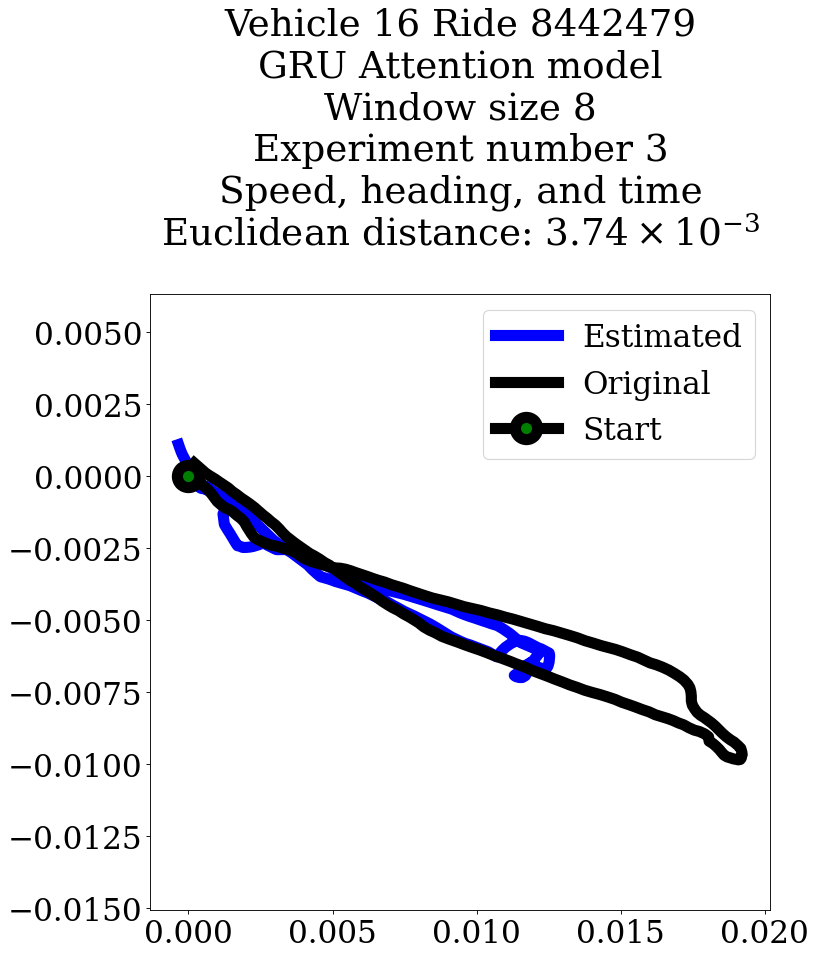 Vehicle 16 Ride 8442479
GRU Attention model
Window size 8
Experiment number 3
Speed, heading, and time
Euclidean distance: 3.74 × 10⁻³
Estimated
Original
Start
0.0050
0.0025
0.0000
−0.0025
−0.0050
−0.0075
−0.0100
−0.0125
−0.0150
0.000 0.005 0.010 0.015 0.020